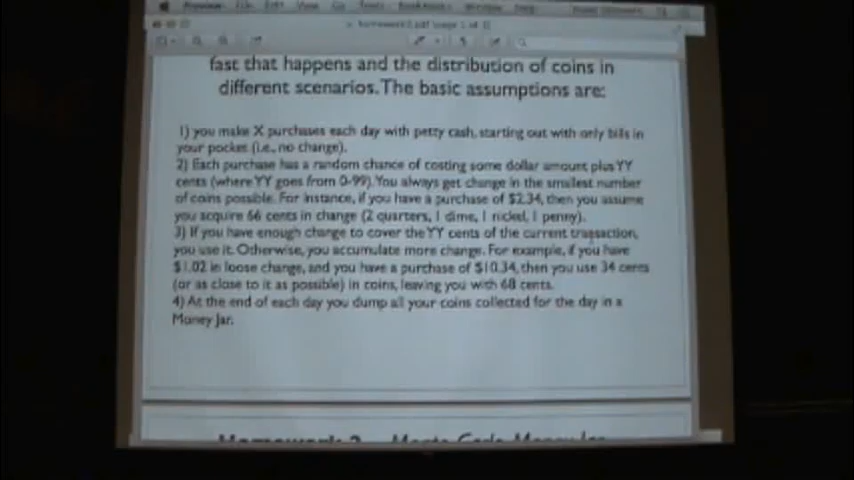 fast that happens and the distribution of coins in
different scenarios. The basic assumptions are:
1) you make X purchases each day with petty cash, starting out with only bills in
your pocket (i.e., no change).
2) Each purchase has a random chance of costing some dollar amount plus YY
cents (where YY goes from 0-99). You always get change in the smallest number
of coins possible. For instance, if you have a purchase of $2.34, then you assume
you acquire 66 cents in change (2 quarters, 1 dime, 1 nickel, 1 penny).
3) If you have enough change to cover the YY cents of the current transaction,
you use it. Otherwise, you accumulate more change. For example, if you have
$1.02 in loose change, and you have a purchase of $10.34, then you use 34 cents
(or as close to it as possible) in coins, leaving you with 68 cents.
4) At the end of each day you dump all your coins collected for the day in a
Money Jar.
Homework 2 Monte Carlo Money Jar